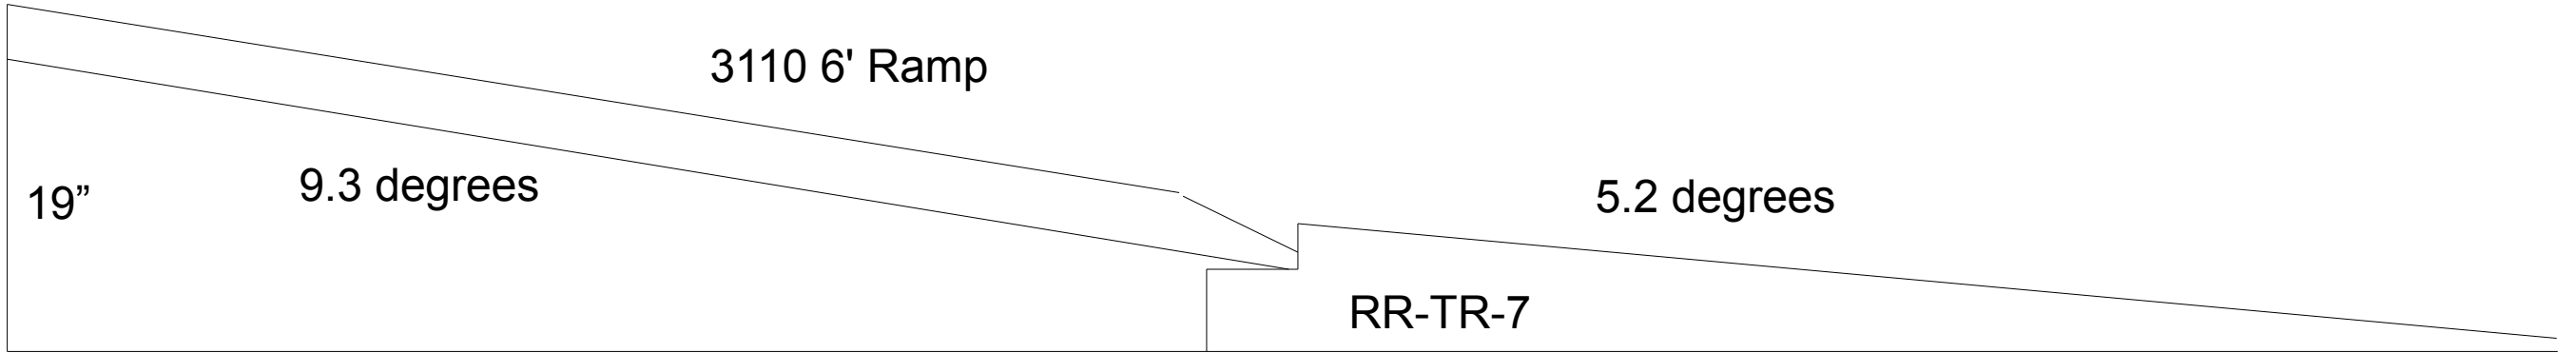 3110 6' Ramp
9.3 degrees
19”
5.2 degrees
RR-TR-7